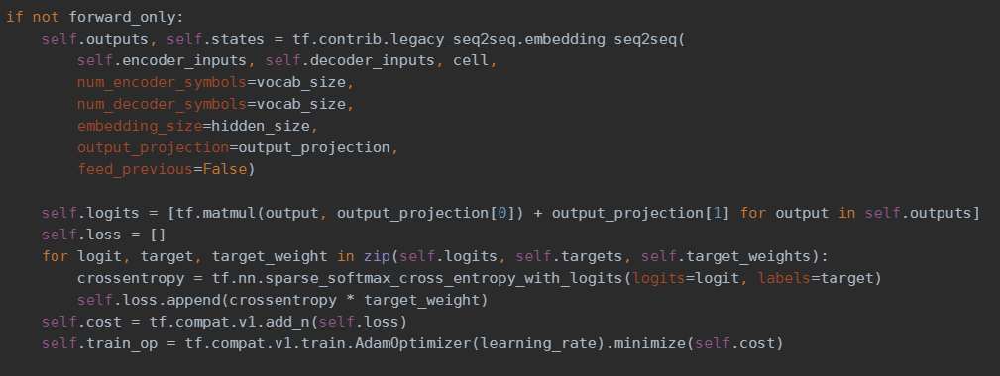 if not forward_only:
    self.outputs, self.states = tf.contrib.legacy_seq2seq.embedding_seq2seq(
        self.encoder_inputs, self.decoder_inputs, cell,
        num_encoder_symbols=vocab_size,
        num_decoder_symbols=vocab_size,
        embedding_size=hidden_size,
        output_projection=output_projection,
        feed_previous=False)

    self.logits = [tf.matmul(output, output_projection[0]) + output_projection[1] for output in self.outputs]
    self.loss = []
    for logit, target, target_weight in zip(self.logits, self.targets, self.target_weights):
        crossentropy = tf.nn.sparse_softmax_cross_entropy_with_logits(logits=logit, labels=target)
        self.loss.append(crossentropy * target_weight)
    self.cost = tf.compat.v1.add_n(self.loss)
    self.train_op = tf.compat.v1.train.AdamOptimizer(learning_rate).minimize(self.cost)